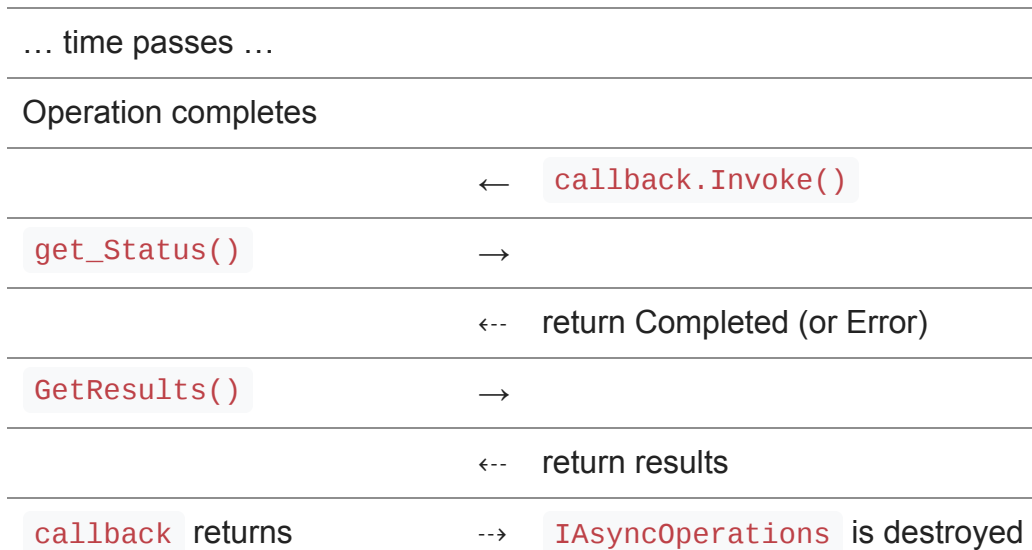 … time passes …
Operation completes
← callback.Invoke()
get_Status() →
⇠ return Completed (or Error)
GetResults() →
⇠ return results
callback returns ⇢ IAsyncOperations is destroyed